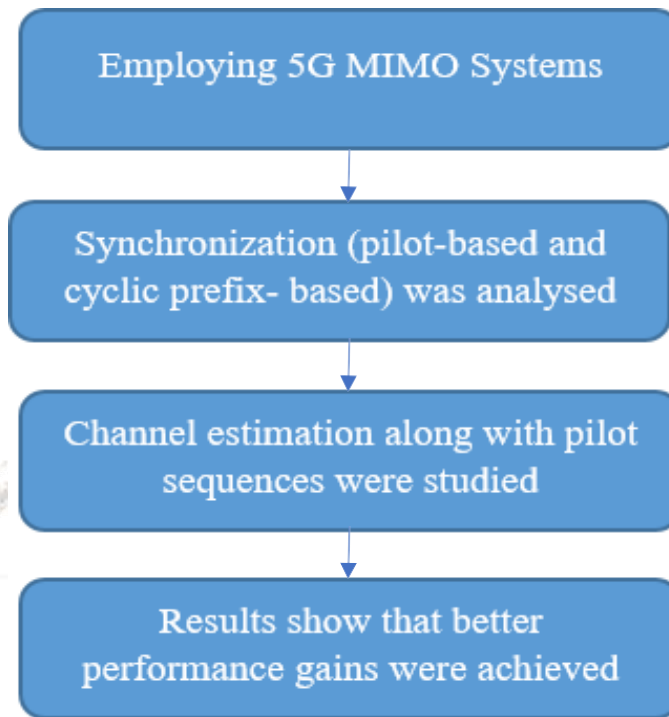 Employing 5G MIMO Systems
Synchronization (pilot-based and
cyclic prefix- based) was analysed
Channel estimation along with pilot
sequences were studied
Results show that better
performance gains were achieved